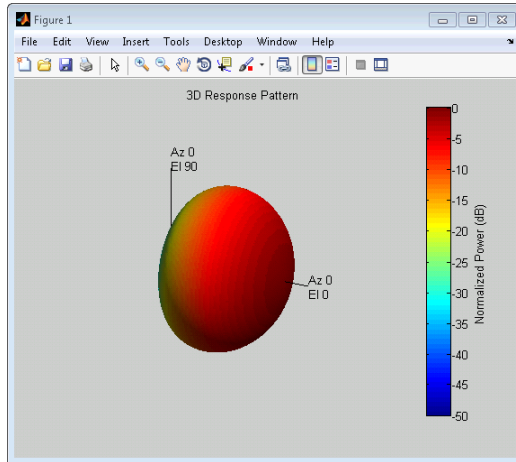 Figure 1
File Edit View Insert Tools Desktop Window Help
3D Response Pattern
Az 0
El 90
Az 0
El 0
0
-5
-10
-15
-20
-25
-30
-35
-40
-45
-50
Normalized Power (dB)